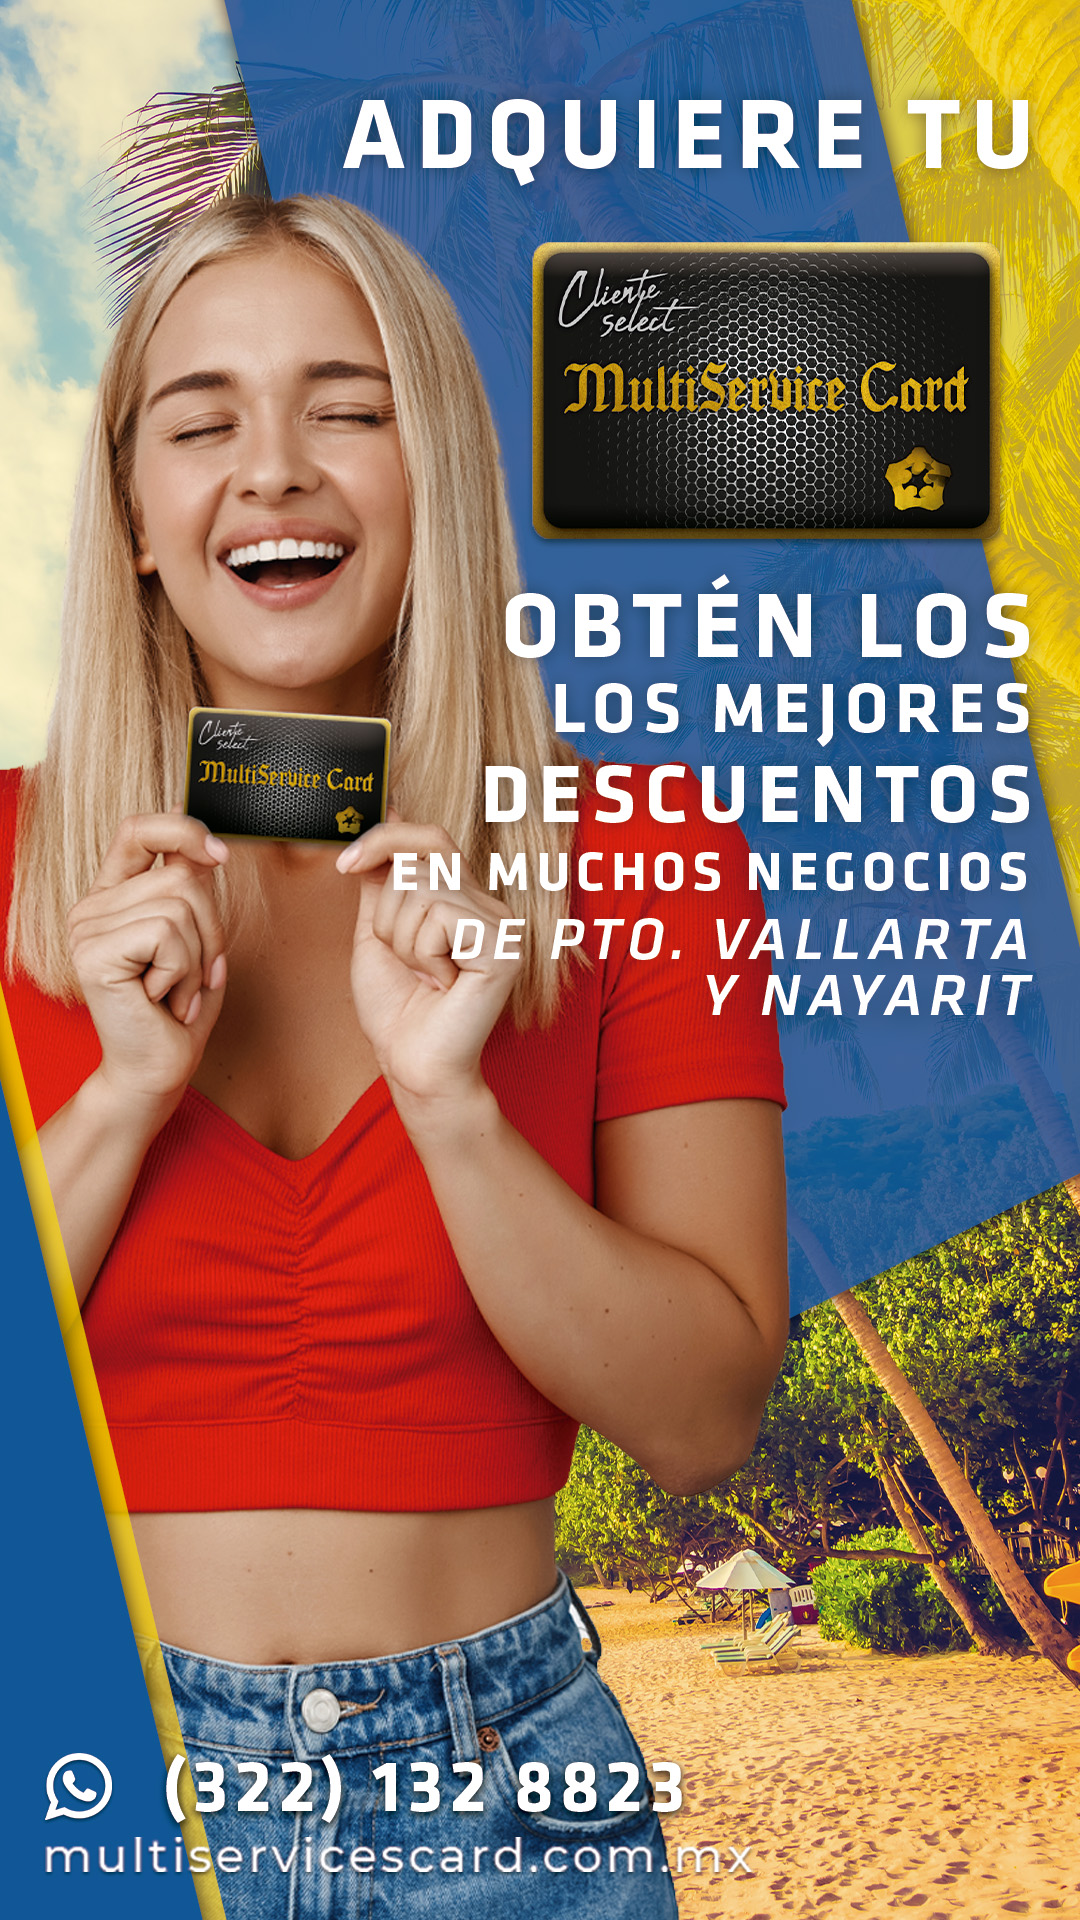 ADQUIERE TU
Cliente
select
MultiService Card
OBTÉN LOS
LOS MEJORES
DESCUENTOS
Cliente
select
MultiService Card
EN MUCHOS NEGOCIOS
DE PTO. VALLARTA
Y NAYARIT
(322) 132 8823
multiservicescard.com.mx